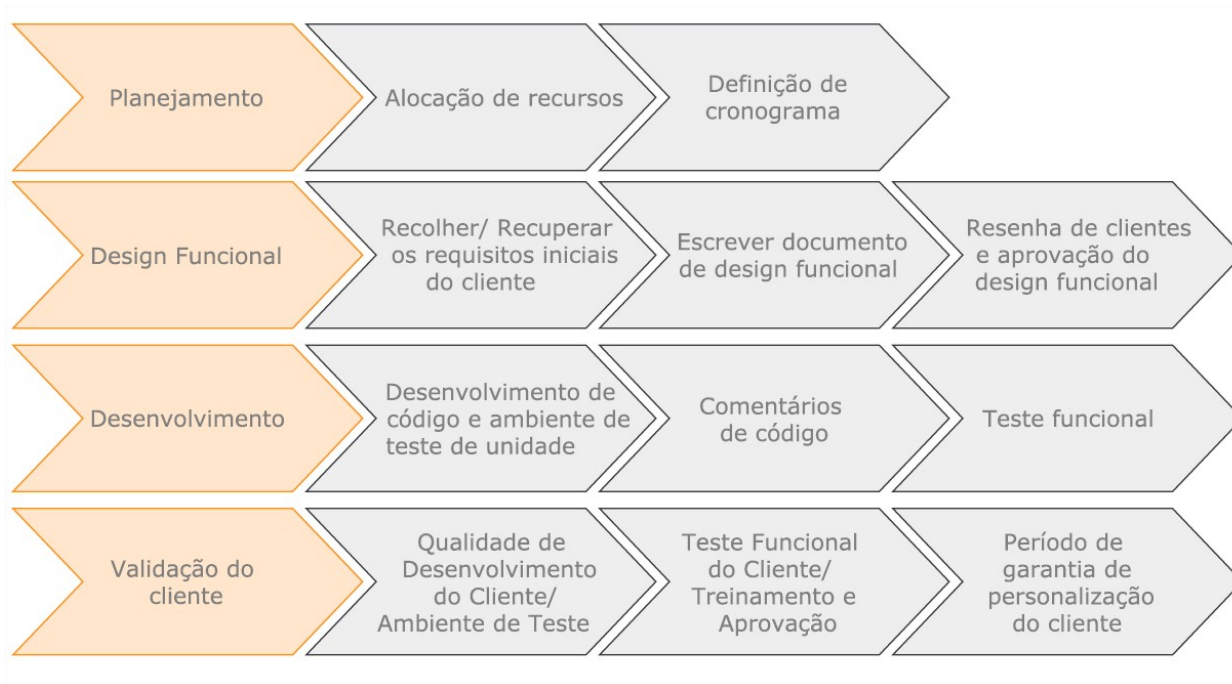 Planejamento
Alocação de recursos
Definição de
cronograma
Design Funcional
Recolher/ Recuperar
os requisitos iniciais
do cliente
Escrever documento
de design funcional
Resenha de clientes
e aprovação do
design funcional
Desenvolvimento
Desenvolvimento de
código e ambiente de
teste de unidade
Comentários
de código
Teste funcional
Validação do
cliente
Qualidade de
Desenvolvimento
do Cliente/
Ambiente de Teste
Teste Funcional
do Cliente/
Treinamento e
Aprovação
Período de
garantia de
personalização
do cliente